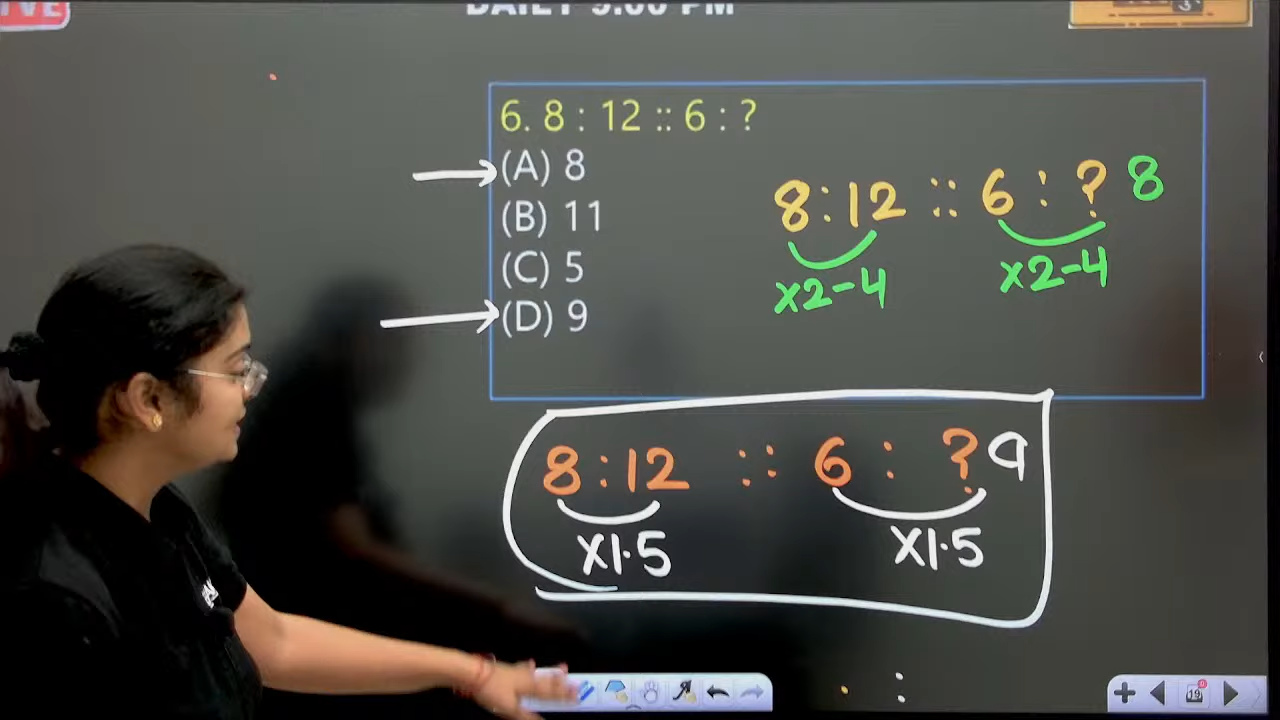 DAILY 9:00 PM
6. 8 : 12 :: 6 : ?
(A) 8
(B) 11
(C) 5
(D) 9
8 : 12 :: 6 : ? 8
x2-4 x2-4
8 : 12 :: 6 : ? 9
x1.5 x1.5
19